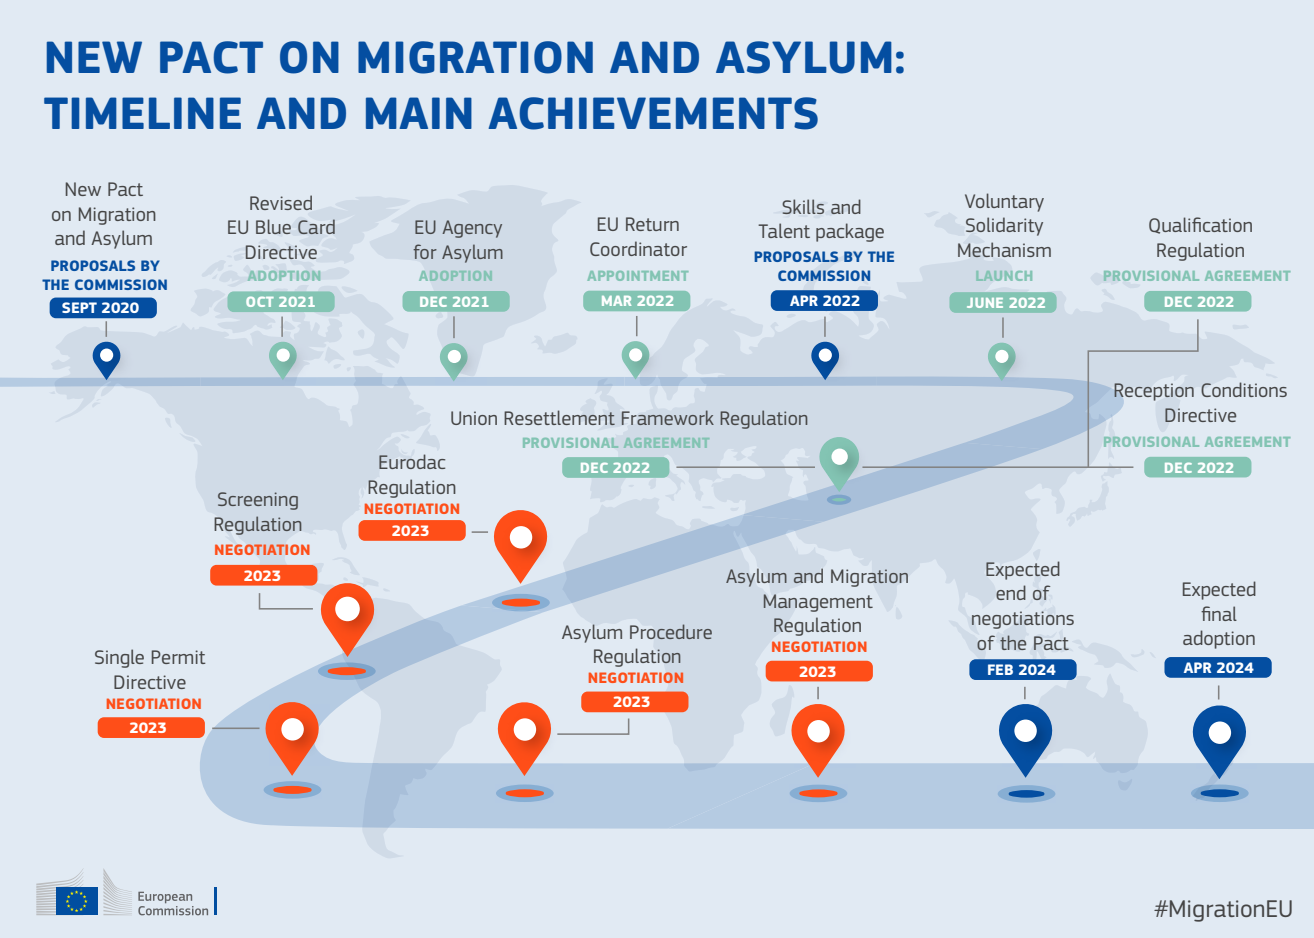 NEW PACT ON MIGRATION AND ASYLUM:
TIMELINE AND MAIN ACHIEVEMENTS
New Pact
on Migration
and Asylum
PROPOSALS BY
THE COMMISSION
SEPT 2020
Revised
EU Blue Card
Directive
ADOPTION
OCT 2021
EU Agency
for Asylum
ADOPTION
DEC 2021
EU Return
Coordinator
APPOINTMENT
MAR 2022
Skills and
Talent package
PROPOSALS BY THE
COMMISSION
APR 2022
Voluntary
Solidarity
Mechanism
LAUNCH
JUNE 2022
Qualification
Regulation
PROVISIONAL AGREEMENT
DEC 2022
Reception Conditions
Directive
PROVISIONAL AGREEMENT
DEC 2022
Union Resettlement Framework Regulation
PROVISIONAL AGREEMENT
DEC 2022
Eurodac
Regulation
NEGOTIATION
2023
Screening
Regulation
NEGOTIATION
2023
Single Permit
Directive
NEGOTIATION
2023
Asylum Procedure
Regulation
NEGOTIATION
2023
Asylum and Migration
Management
Regulation
NEGOTIATION
2023
Expected
end of
negotiations
of the Pact
FEB 2024
Expected
final
adoption
APR 2024
European
Commission
#MigrationEU